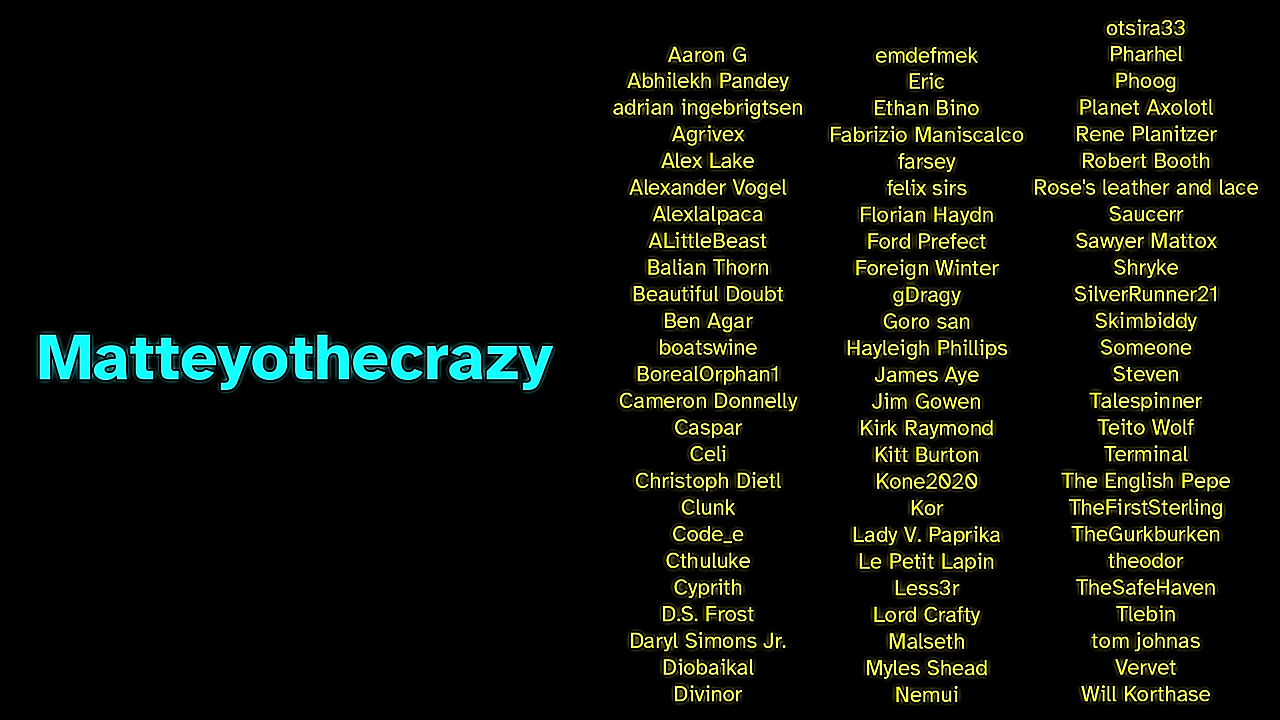 Matteyothecrazy
Aaron G
Abhilekh Pandey
adrian ingebrigtsen
Agrivex
Alex Lake
Alexander Vogel
Alexlalpaca
ALittleBeast
Balian Thorn
Beautiful Doubt
Ben Agar
boatswine
BorealOrphan1
Cameron Donnelly
Caspar
Celi
Christoph Dietl
Clunk
Code_e
Cthuluke
Cyprith
D.S. Frost
Daryl Simons Jr.
Diobaikal
Divinor
emdefmek
Eric
Ethan Bino
Fabrizio Maniscalco
farsey
felix sirs
Florian Haydn
Ford Prefect
Foreign Winter
gDragy
Goro san
Hayleigh Phillips
James Aye
Jim Gowen
Kirk Raymond
Kitt Burton
Kone2020
Kor
Lady V. Paprika
Le Petit Lapin
Less3r
Lord Crafty
Malseth
Myles Shead
Nemui
otsira33
Pharhel
Phoog
Planet Axolotl
Rene Planitzer
Robert Booth
Rose's leather and lace
Saucerr
Sawyer Mattox
Shryke
SilverRunner21
Skimbiddy
Someone
Steven
Talespinner
Teito Wolf
Terminal
The English Pepe
TheFirstSterling
TheGurkburken
theodor
TheSafeHaven
Tlebin
tom johnas
Vervet
Will Korthase